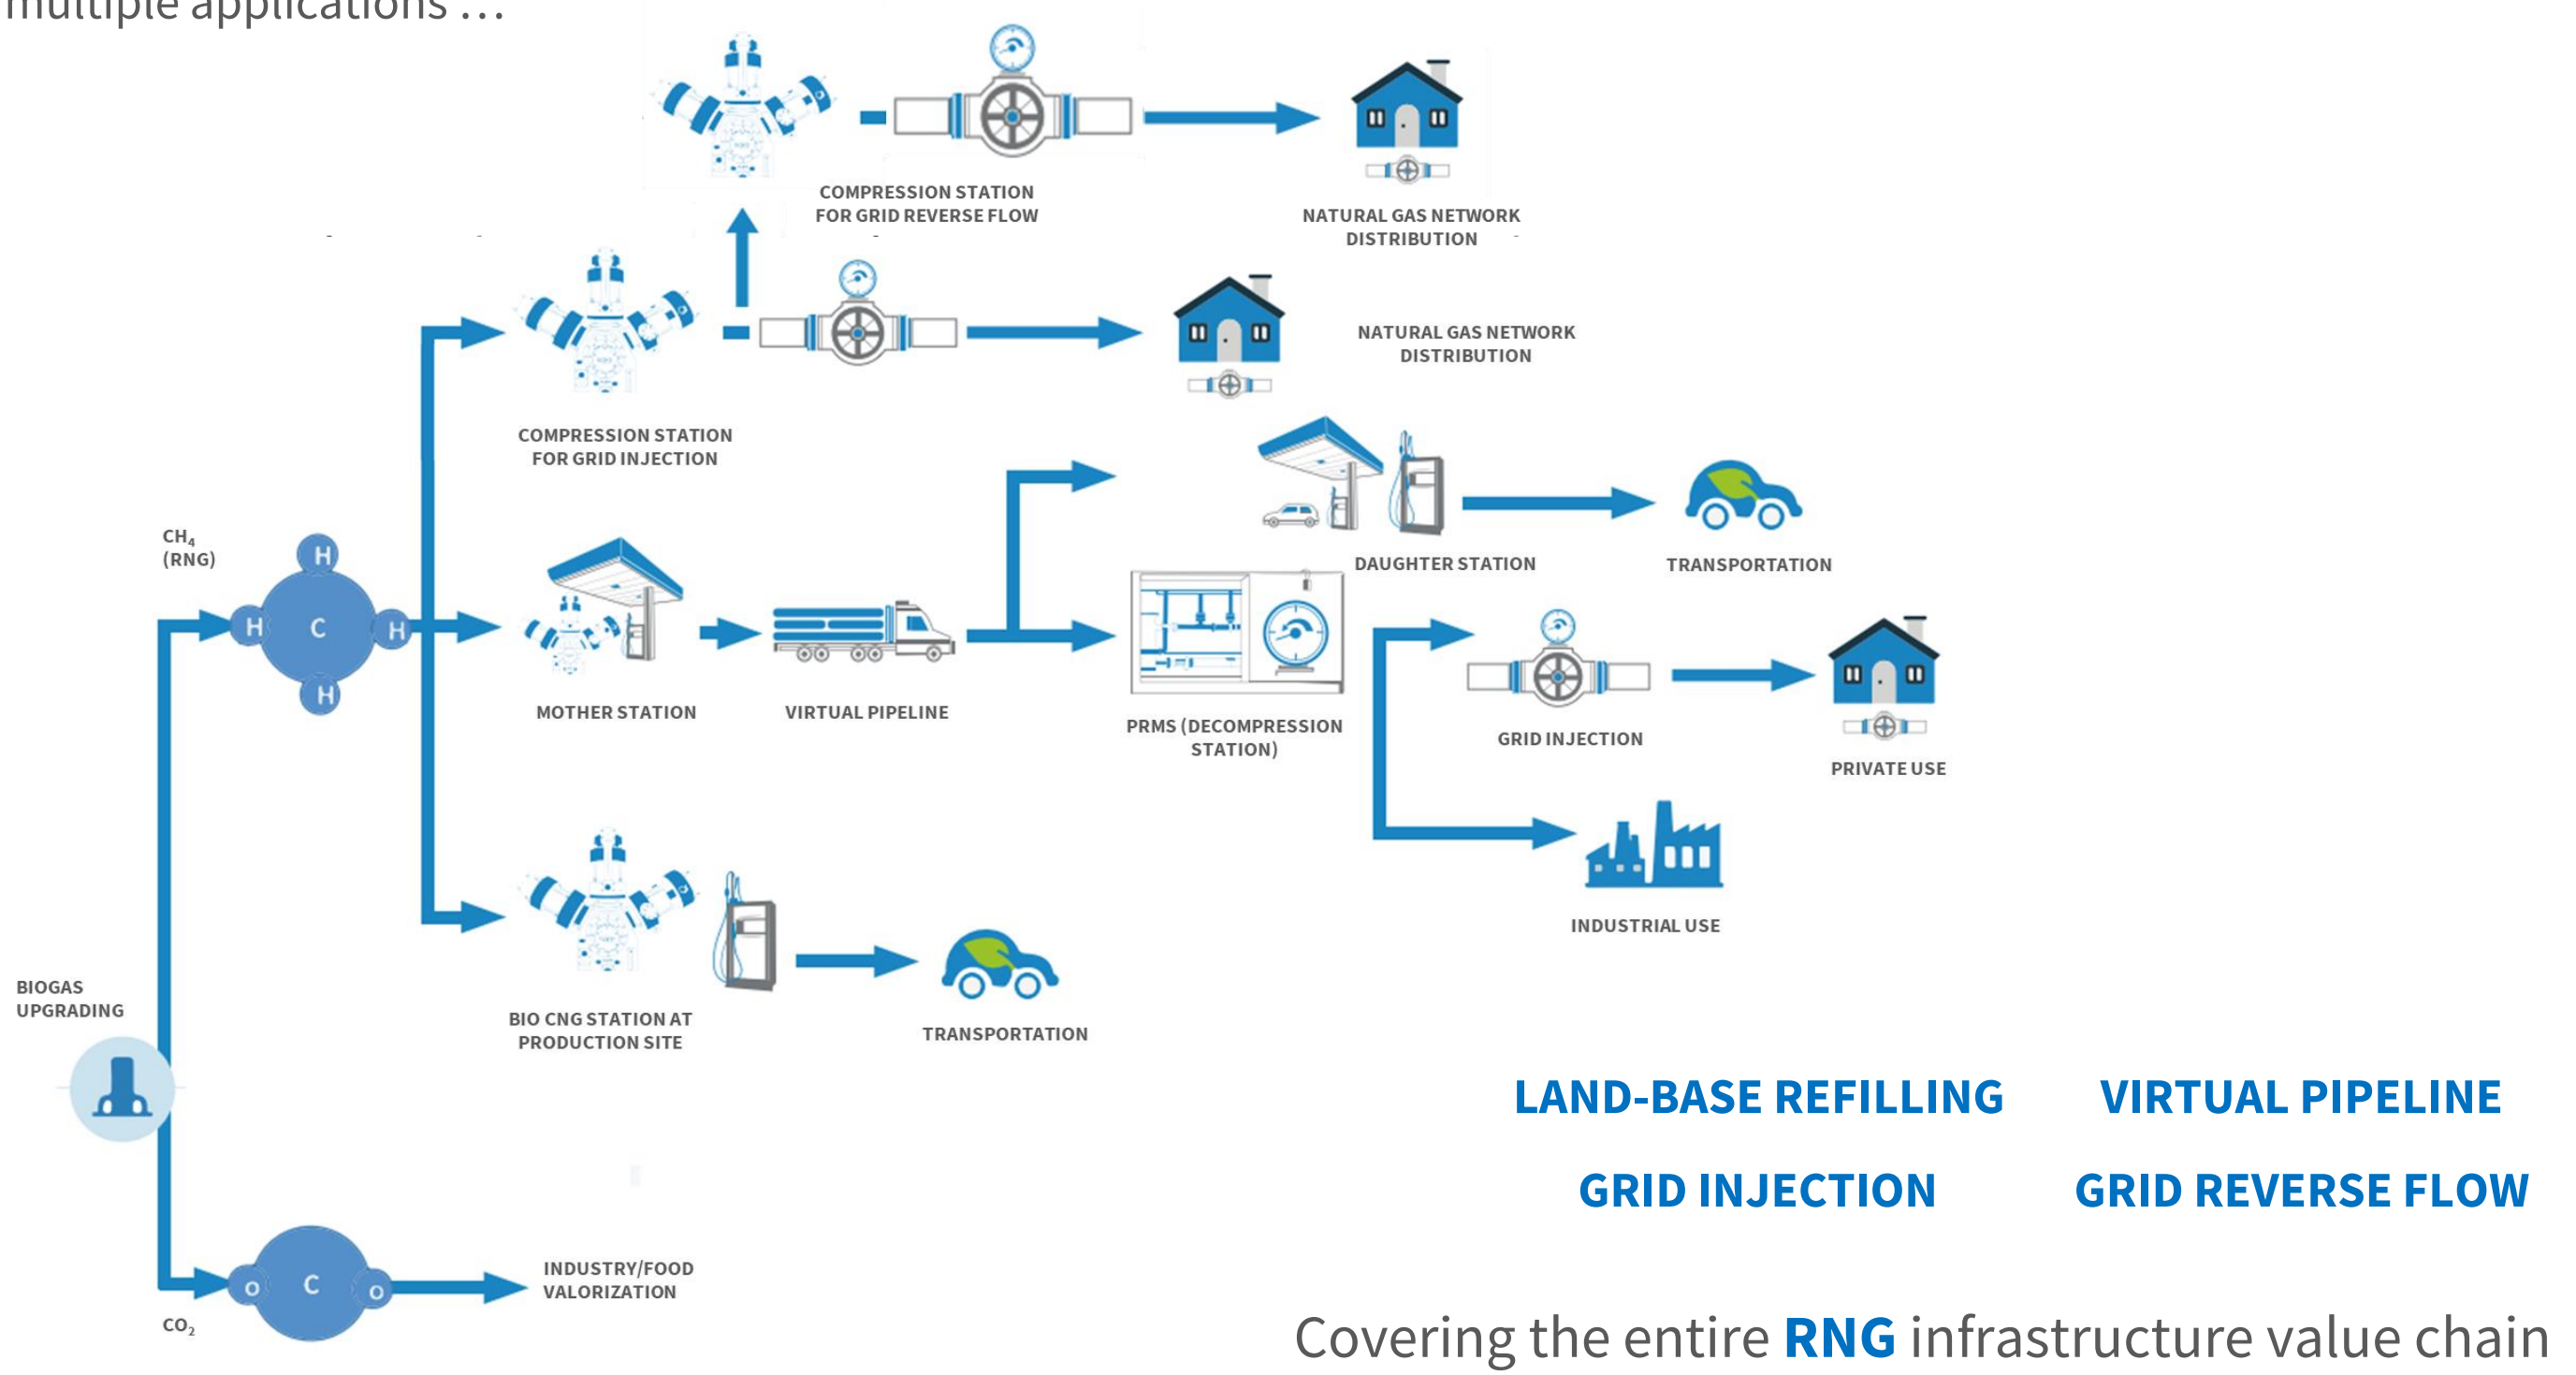 multiple applications ...
COMPRESSION STATION
FOR GRID REVERSE FLOW
NATURAL GAS NETWORK
DISTRIBUTION
NATURAL GAS NETWORK
DISTRIBUTION
COMPRESSION STATION
FOR GRID INJECTION
CH₄
(RNG)
H
H C H
H
DAUGHTER STATION
TRANSPORTATION
MOTHER STATION
VIRTUAL PIPELINE
PRMS (DECOMPRESSION
STATION)
GRID INJECTION
PRIVATE USE
INDUSTRIAL USE
BIOGAS
UPGRADING
BIO CNG STATION AT
PRODUCTION SITE
TRANSPORTATION
LAND-BASE REFILLING
VIRTUAL PIPELINE
GRID INJECTION
GRID REVERSE FLOW
O C O
CO₂
INDUSTRY/FOOD
VALORIZATION
Covering the entire RNG infrastructure value chain